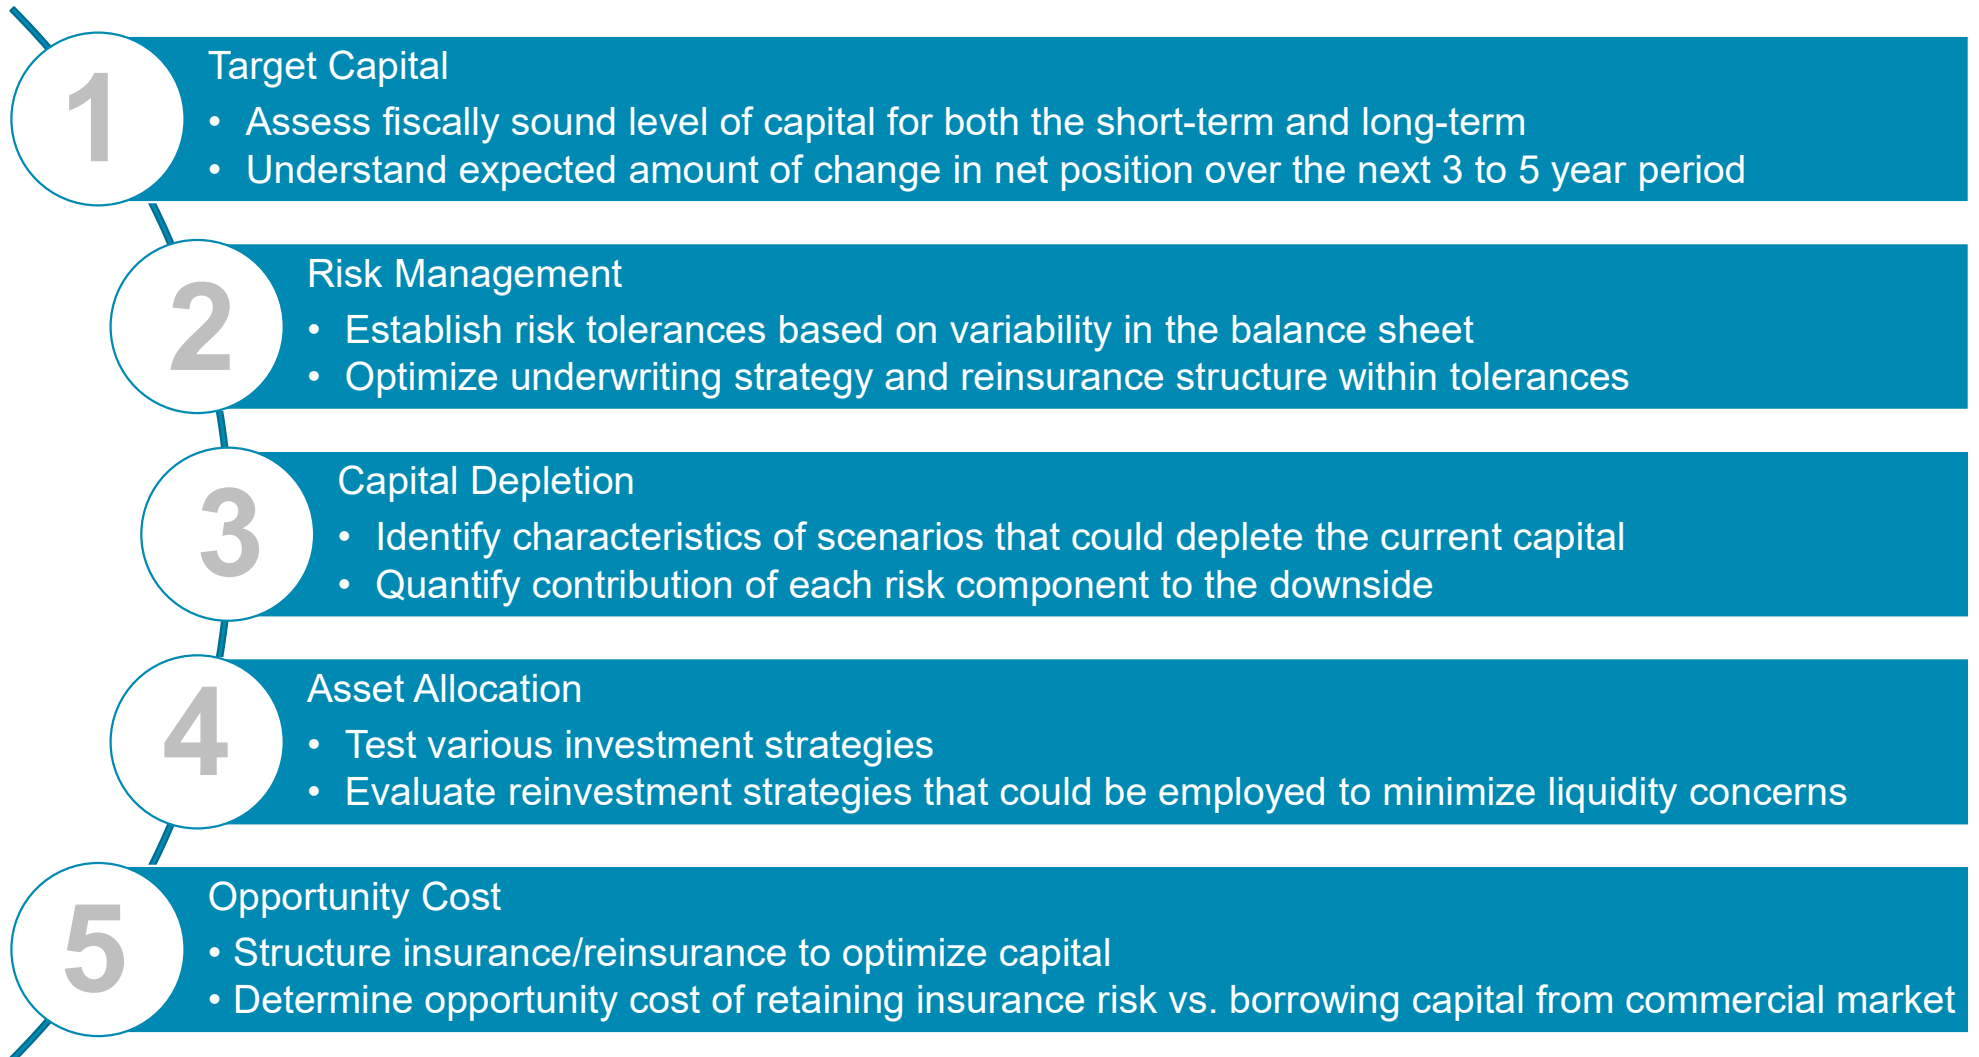 1
Target Capital
• Assess fiscally sound level of capital for both the short-term and long-term
• Understand expected amount of change in net position over the next 3 to 5 year period
2
Risk Management
• Establish risk tolerances based on variability in the balance sheet
• Optimize underwriting strategy and reinsurance structure within tolerances
3
Capital Depletion
• Identify characteristics of scenarios that could deplete the current capital
• Quantify contribution of each risk component to the downside
4
Asset Allocation
• Test various investment strategies
• Evaluate reinvestment strategies that could be employed to minimize liquidity concerns
5
Opportunity Cost
• Structure insurance/reinsurance to optimize capital
• Determine opportunity cost of retaining insurance risk vs. borrowing capital from commercial market